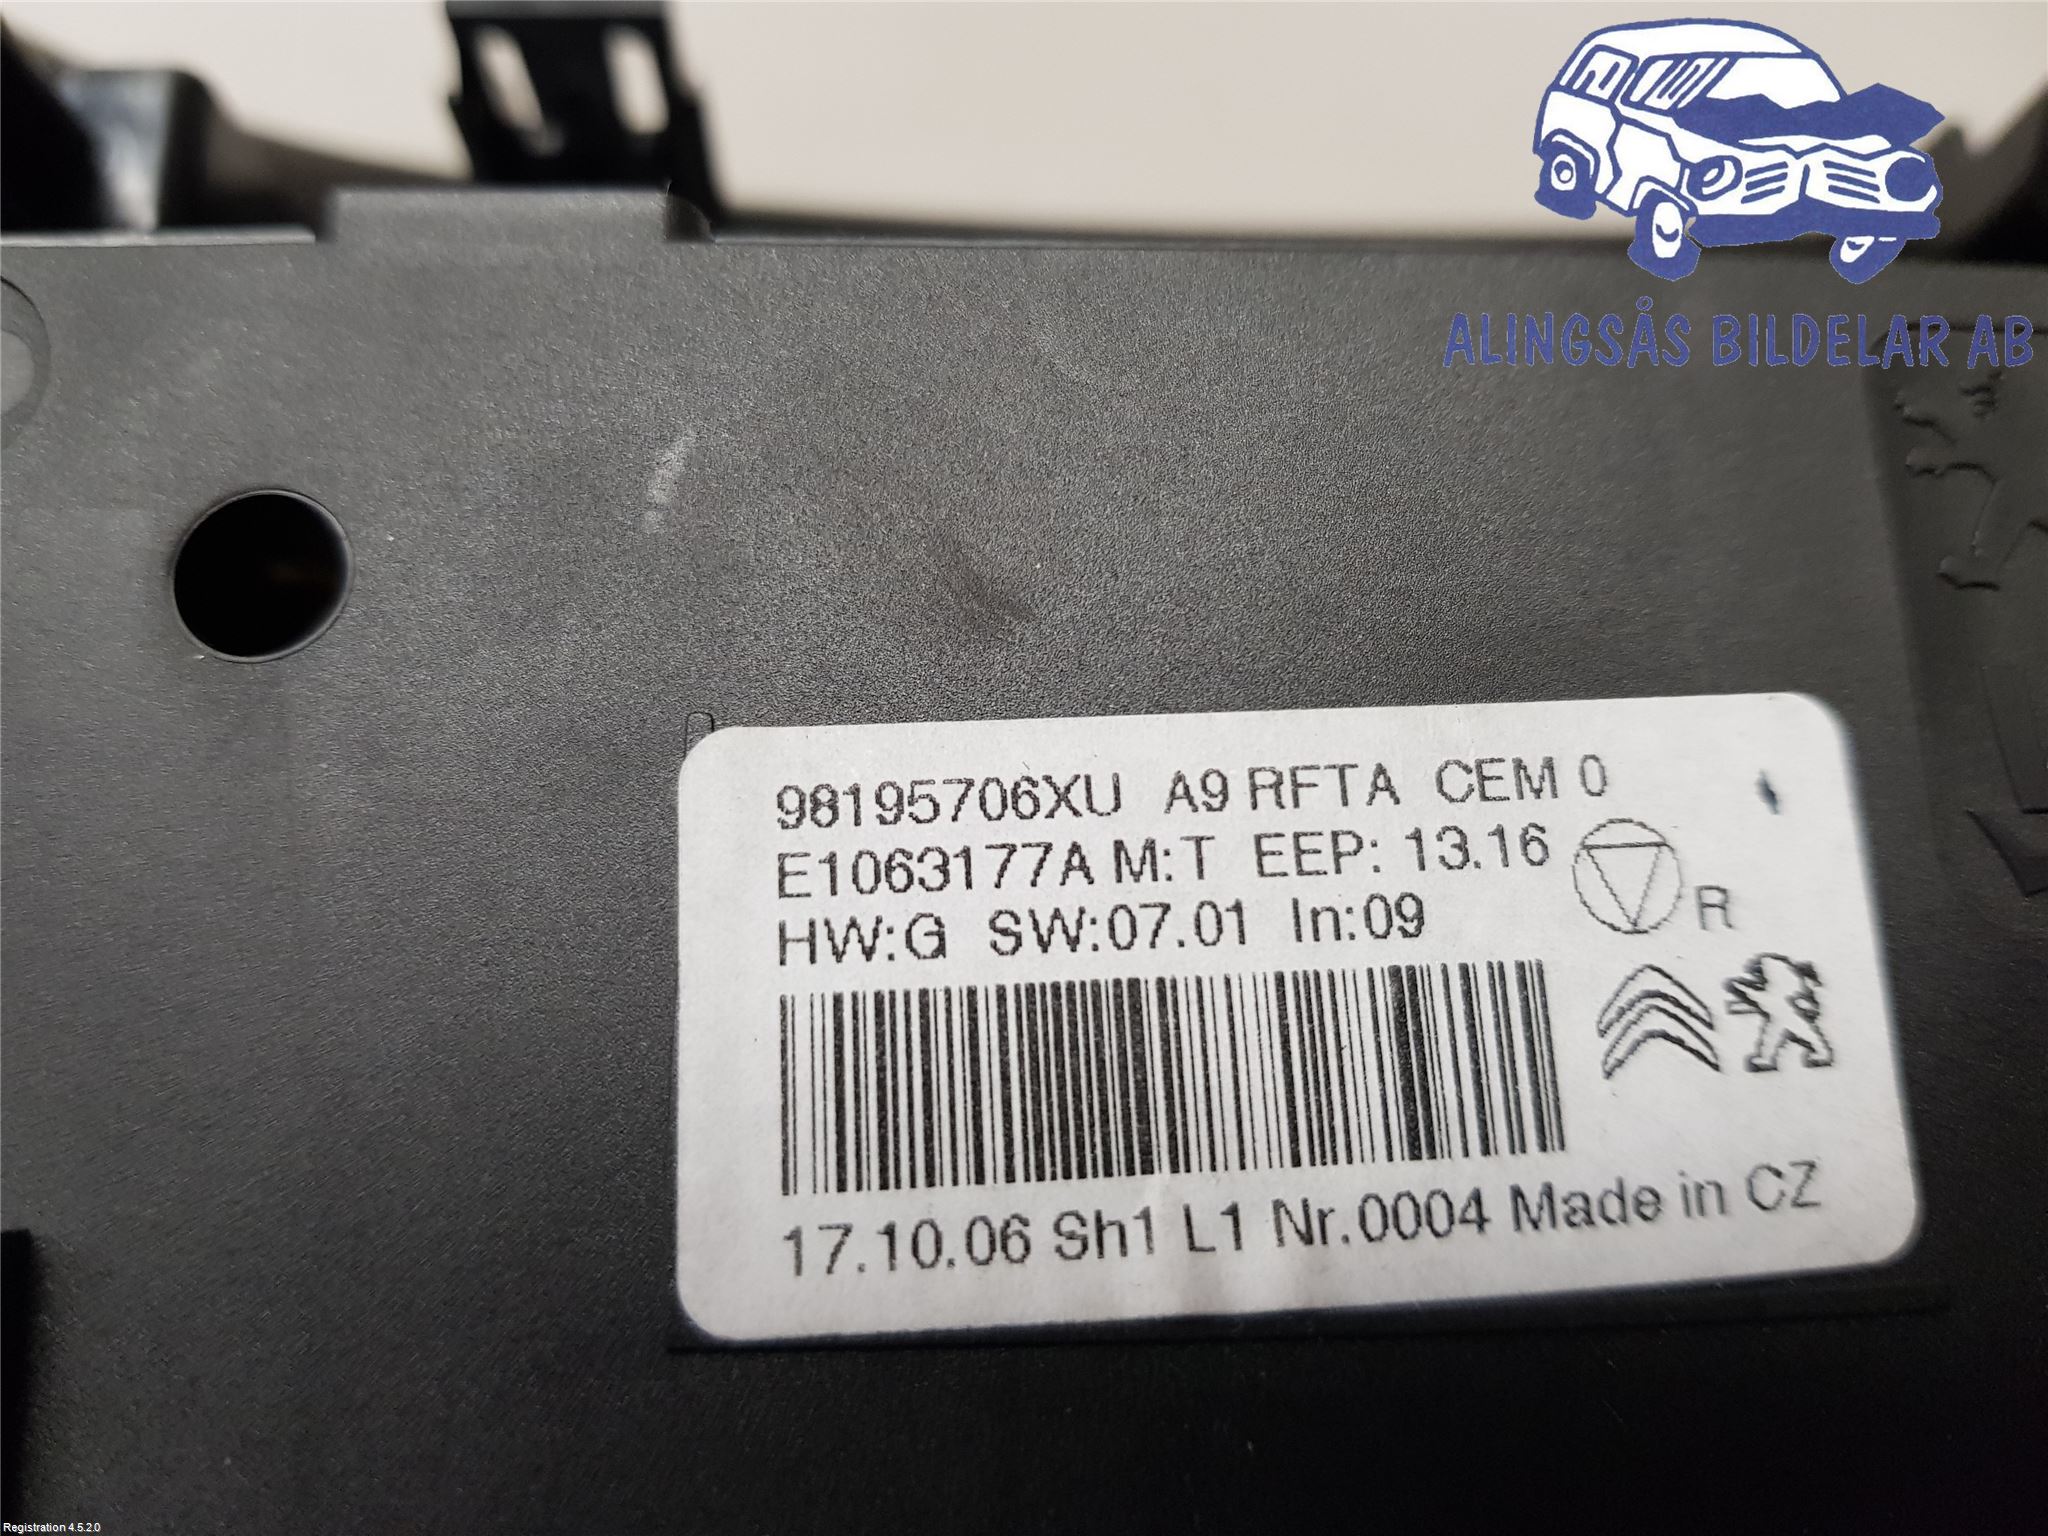 ALINGSÅS BILDELAR AB
98195706XU A9 RFTA CEM 0
E1063177A M:T EEP: 13.16
HW:G SW:07.01 In:09
R
17.10.06 Sh1 L1 Nr.0004 Made in CZ
Registration 4.5.2.0